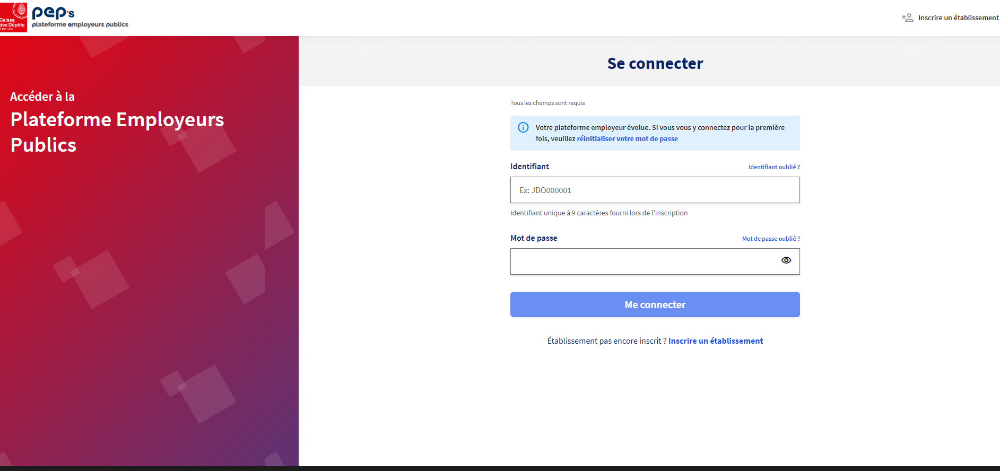 Caisse
des Dépôts
GROUPE
pep's
plateforme employeurs publics
Inscrire un établissement
Accéder à la
Plateforme Employeurs
Publics
Se connecter
Tous les champs sont requis
Votre plateforme employeur évolue. Si vous vous y connectez pour la première
fois, veuillez réinitialiser votre mot de passe
Identifiant
Identifiant oublié ?
Ex: JDO000001
Identifiant unique à 9 caractères fourni lors de l'inscription
Mot de passe
Mot de passe oublié ?
Me connecter
Établissement pas encore inscrit ? Inscrire un établissement